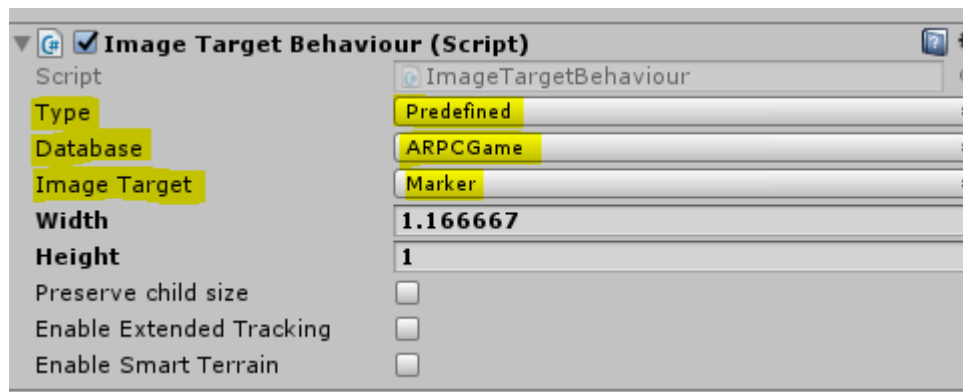 Image Target Behaviour (Script)
Script ImageTargetBehaviour
Type Predefined
Database ARPCGame
Image Target Marker
Width 1.166667
Height 1
Preserve child size
Enable Extended Tracking
Enable Smart Terrain